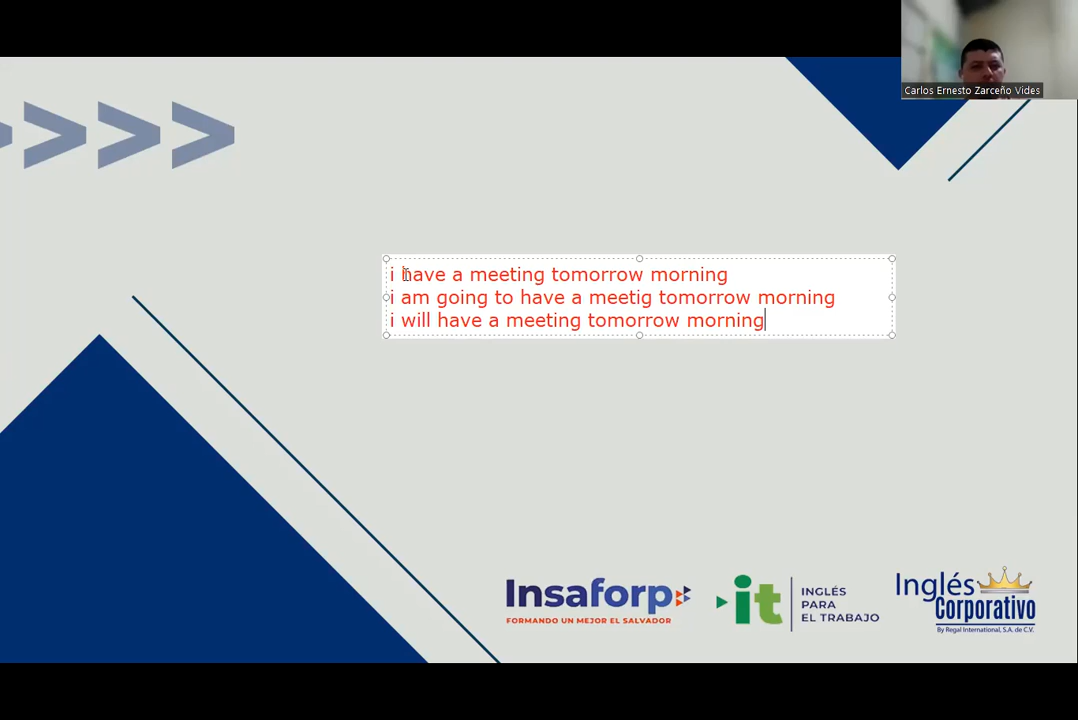 Carlos Ernesto Zarceño Vides
i have a meeting tomorrow morning
i am going to have a meetig tomorrow morning
i will have a meeting tomorrow morning
Insaforp
FORMANDO UN MEJOR EL SALVADOR
it
INGLÉS
PARA
EL TRABAJO
Inglés
Corporativo
By Regal International, S.A. de C.V.